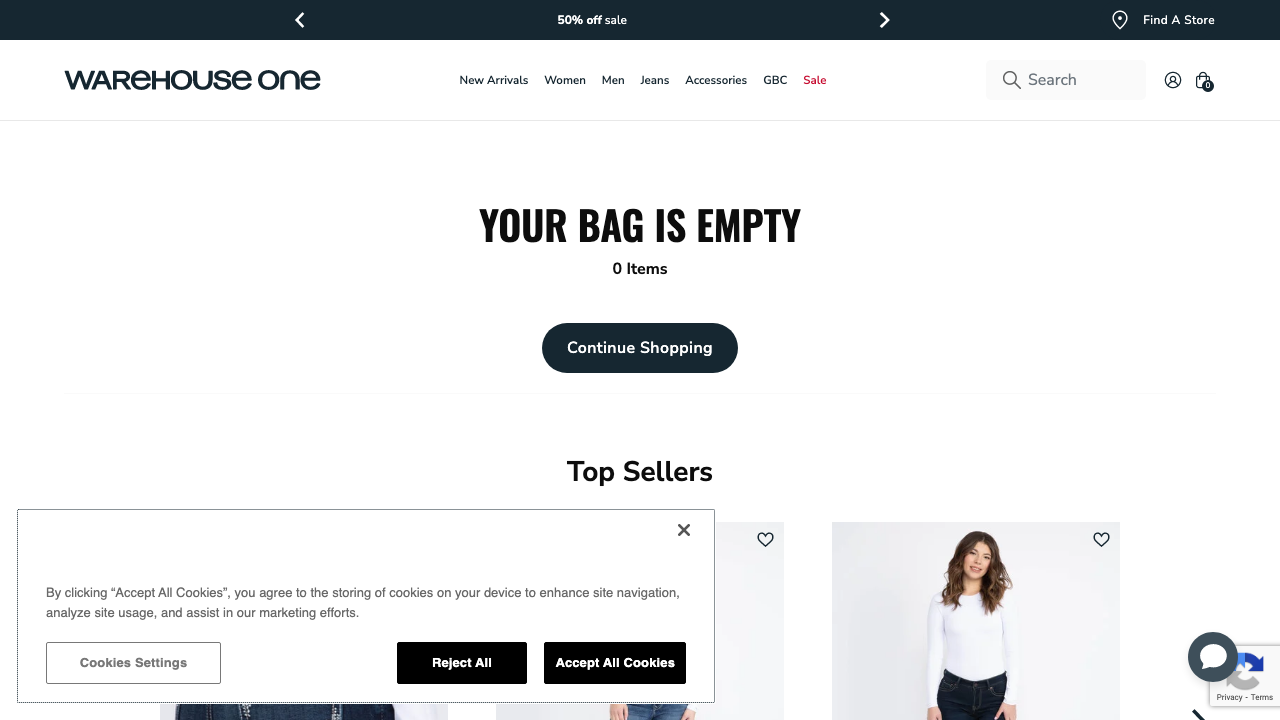 50% off sale
Find A Store
WAREHOUSE ONE
New Arrivals Women Men Jeans Accessories GBC Sale
Search
0
YOUR BAG IS EMPTY
0 Items
Continue Shopping
Top Sellers
By clicking “Accept All Cookies”, you agree to the storing of cookies on your device to enhance site navigation,
analyze site usage, and assist in our marketing efforts.
Cookies Settings
Reject All
Accept All Cookies
Privacy - Terms